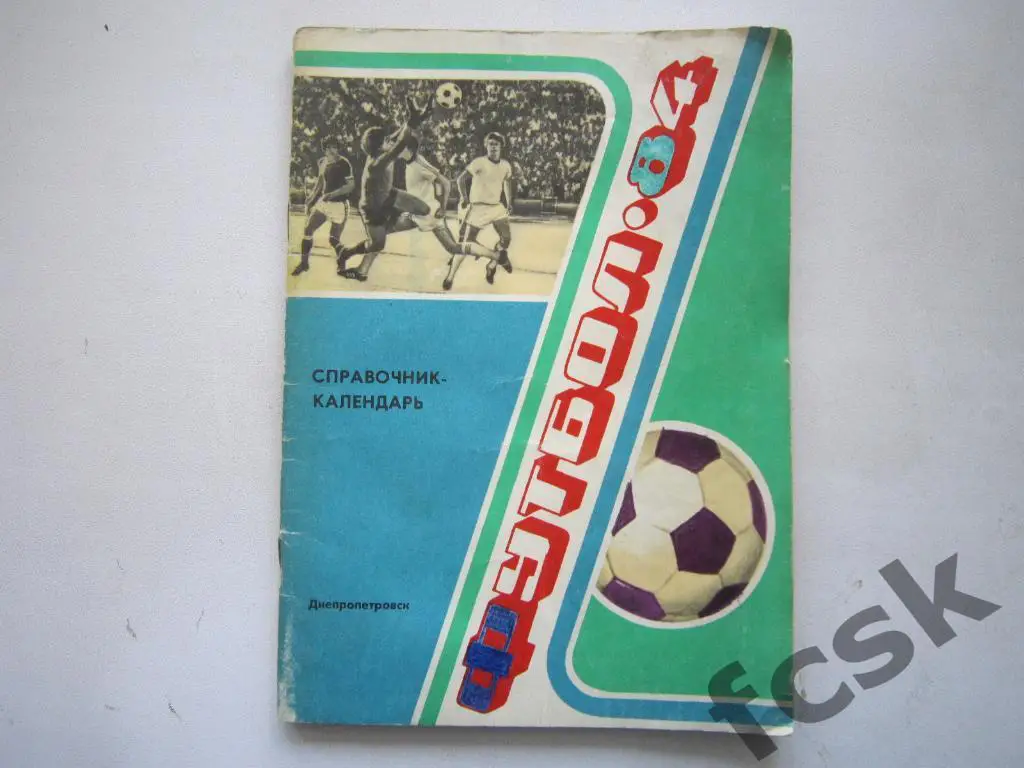 ФУТБОЛ·84
СПРАВОЧНИК-
КАЛЕНДАРЬ
Днепропетровск
fcsk